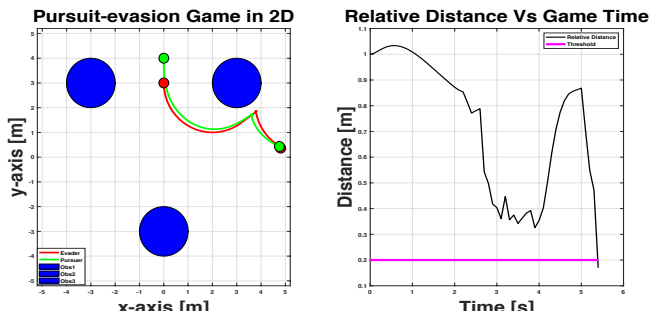 Pursuit-evasion Game in 2D
y-axis [m]
5
4
3
2
1
0
-1
-2
-3
-4
-5
Evader
Pursuer
Obs1
Obs2
Obs3
-5 -4 -3 -2 -1 0 1 2 3 4 5
x-axis [m]
Relative Distance Vs Game Time
Distance [m]
1.1
1
0.9
0.8
0.7
0.6
0.5
0.4
0.3
0.2
0.1
Relative Distance
Threshold
0 1 2 3 4 5 6
Time [s]